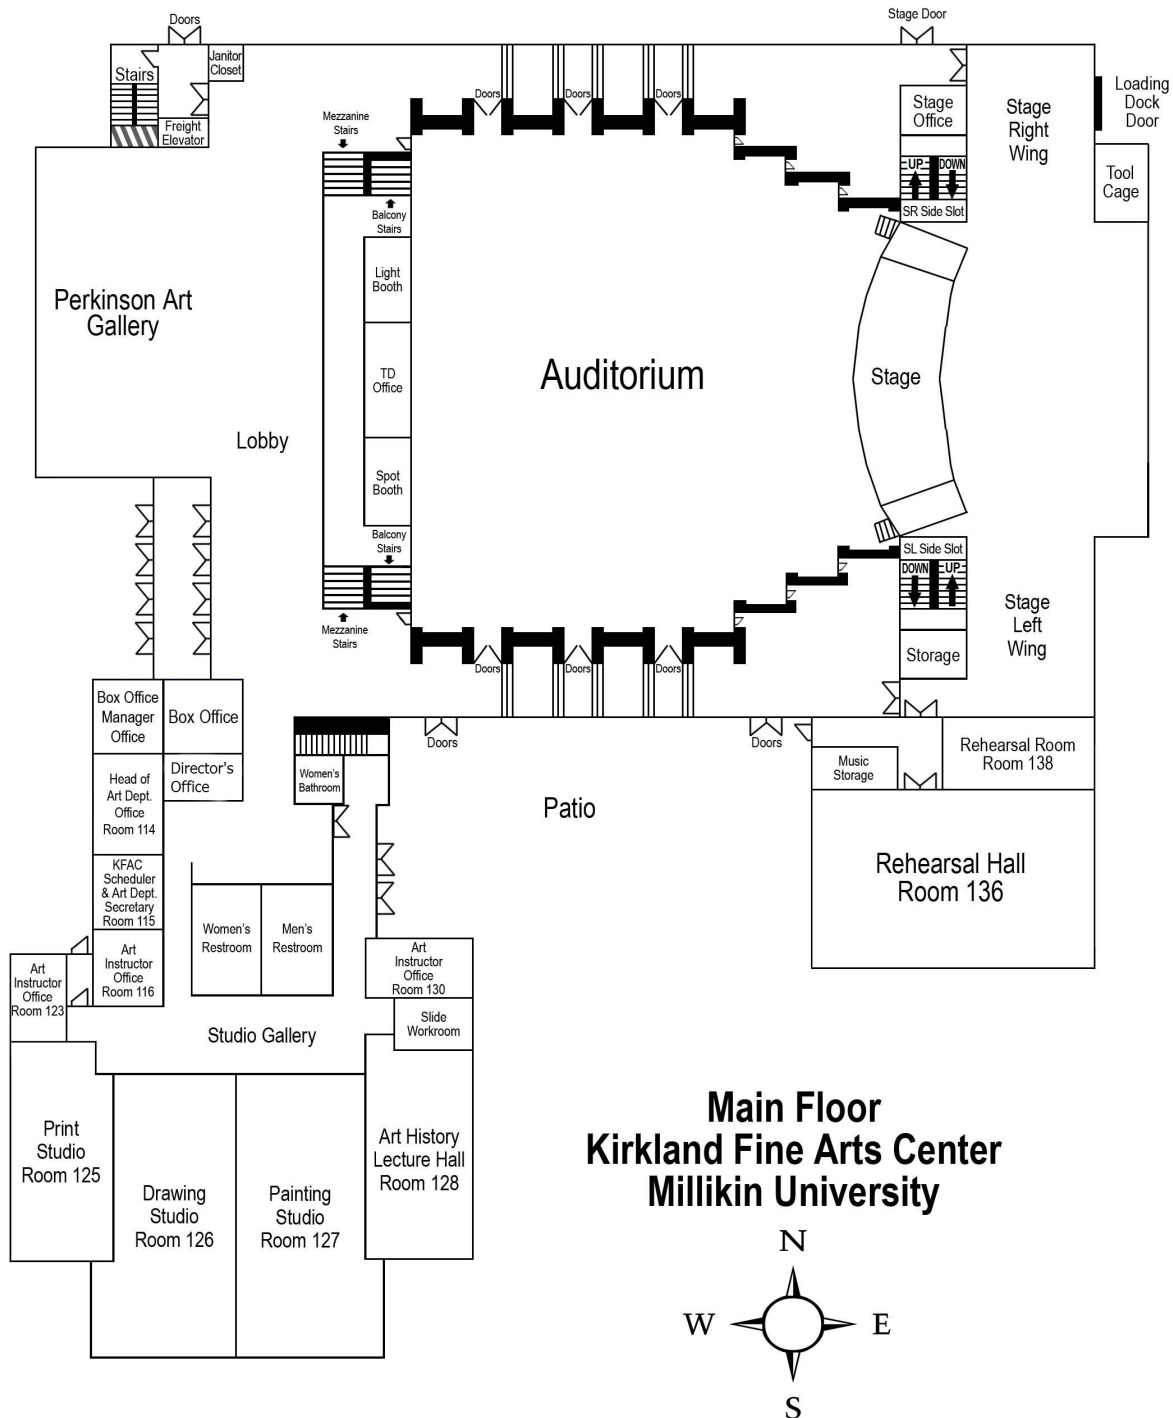 Doors
Stage Door
Janitor
Closet
Stairs
Freight
Elevator
Mezzanine
Stairs
Doors
Doors
Doors
Stage
Office
Stage
Right
Wing
Loading
Dock
Door
Tool
Cage
UP
DOWN
SR Side Slot
Balcony
Stairs
Light
Booth
Perkinson Art
Gallery
TD
Office
Auditorium
Stage
Lobby
Spot
Booth
Balcony
Stairs
Mezzanine
Stairs
SL Side Slot
DOWN
UP
Stage
Left
Wing
Storage
Doors
Doors
Doors
Box Office
Manager
Office
Box Office
Doors
Doors
Director's
Office
Head of
Art Dept.
Office
Room 114
Women's
Bathroom
Music
Storage
Rehearsal Room
Room 138
Patio
KFAC
Scheduler
& Art Dept.
Secretary
Room 115
Rehearsal Hall
Room 136
Women's
Restroom
Men's
Restroom
Art
Instructor
Office
Room 116
Art
Instructor
Office
Room 123
Art
Instructor
Office
Room 130
Slide
Workroom
Studio Gallery
Print
Studio
Room 125
Drawing
Studio
Room 126
Painting
Studio
Room 127
Art History
Lecture Hall
Room 128
Main Floor
Kirkland Fine Arts Center
Millikin University
N
W
E
S